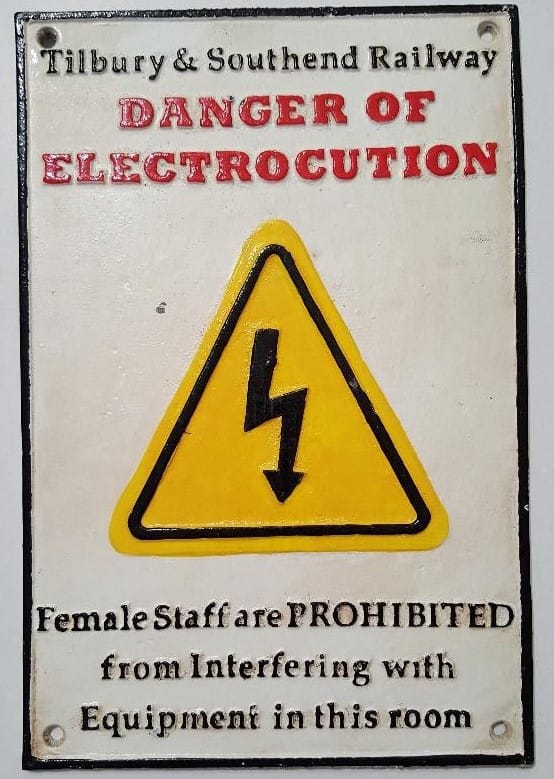 Tilbury & Southend Railway
DANGER OF
ELECTROCUTION
Female Staff are PROHIBITED
from Interfering with
Equipment in this room